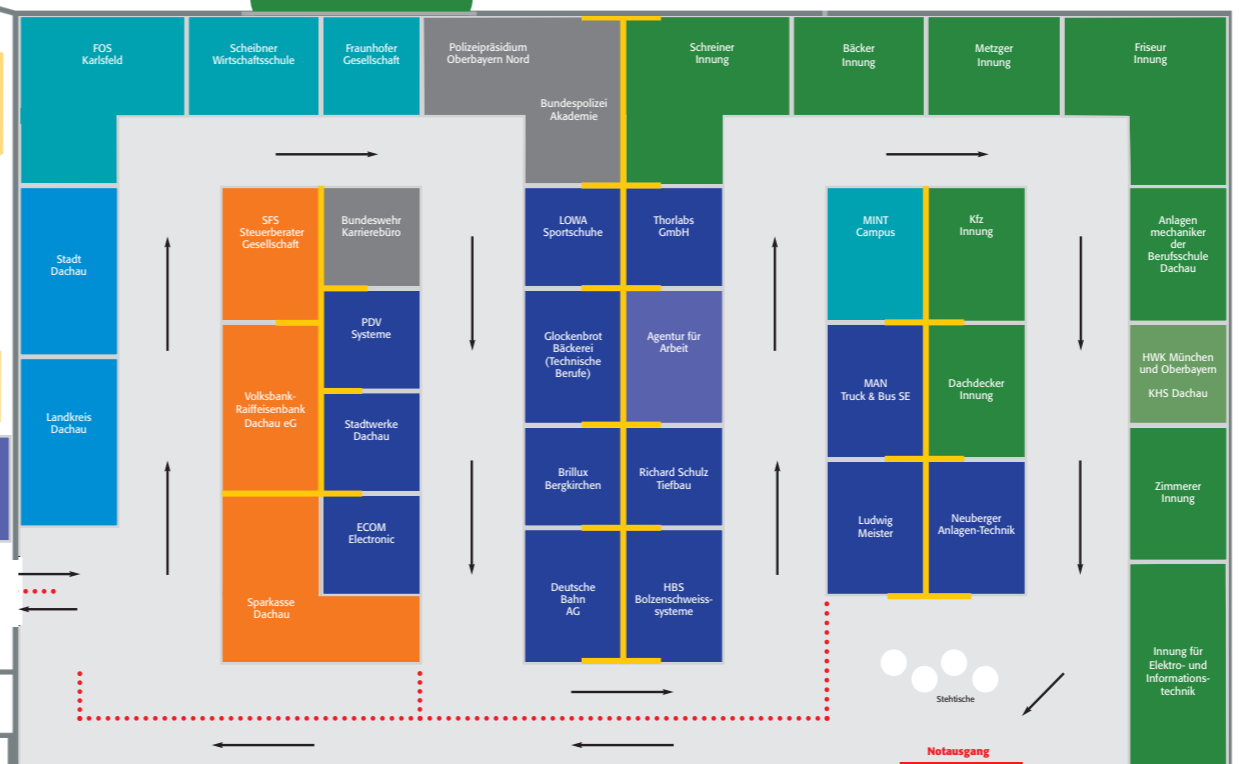 FOS
Karlsfeld
Scheibner
Wirtschaftsschule
Fraunhofer
Gesellschaft
Polizeipräsidium
Oberbayern Nord
Bundespolizei
Akademie
Schreiner
Innung
Bäcker
Innung
Metzger
Innung
Friseur
Innung
Stadt
Dachau
Landkreis
Dachau
SFS
Steuerberater
Gesellschaft
Bundeswehr
Karrierebüro
PDV
Systeme
Volksbank-
Raiffeisenbank
Dachau eG
Stadtwerke
Dachau
ECOM
Electronic
Sparkasse
Dachau
LOWA
Sportschuhe
Thorlabs
GmbH
Glockenbrot
Bäckerei
(Technische
Berufe)
Agentur für
Arbeit
Brillux
Bergkirchen
Richard Schulz
Tiefbau
Deutsche
Bahn
AG
HBS
Bolzenschweiss-
systeme
MINT
Campus
Kfz
Innung
MAN
Truck & Bus SE
Dachdecker
Innung
Ludwig
Meister
Neuberger
Anlagen-Technik
Anlagen
mechaniker
der
Berufsschule
Dachau
HWK München
und Oberbayern
KHS Dachau
Zimmerer
Innung
Innung für
Elektro- und
Informations-
technik
Stehtische
Notausgang